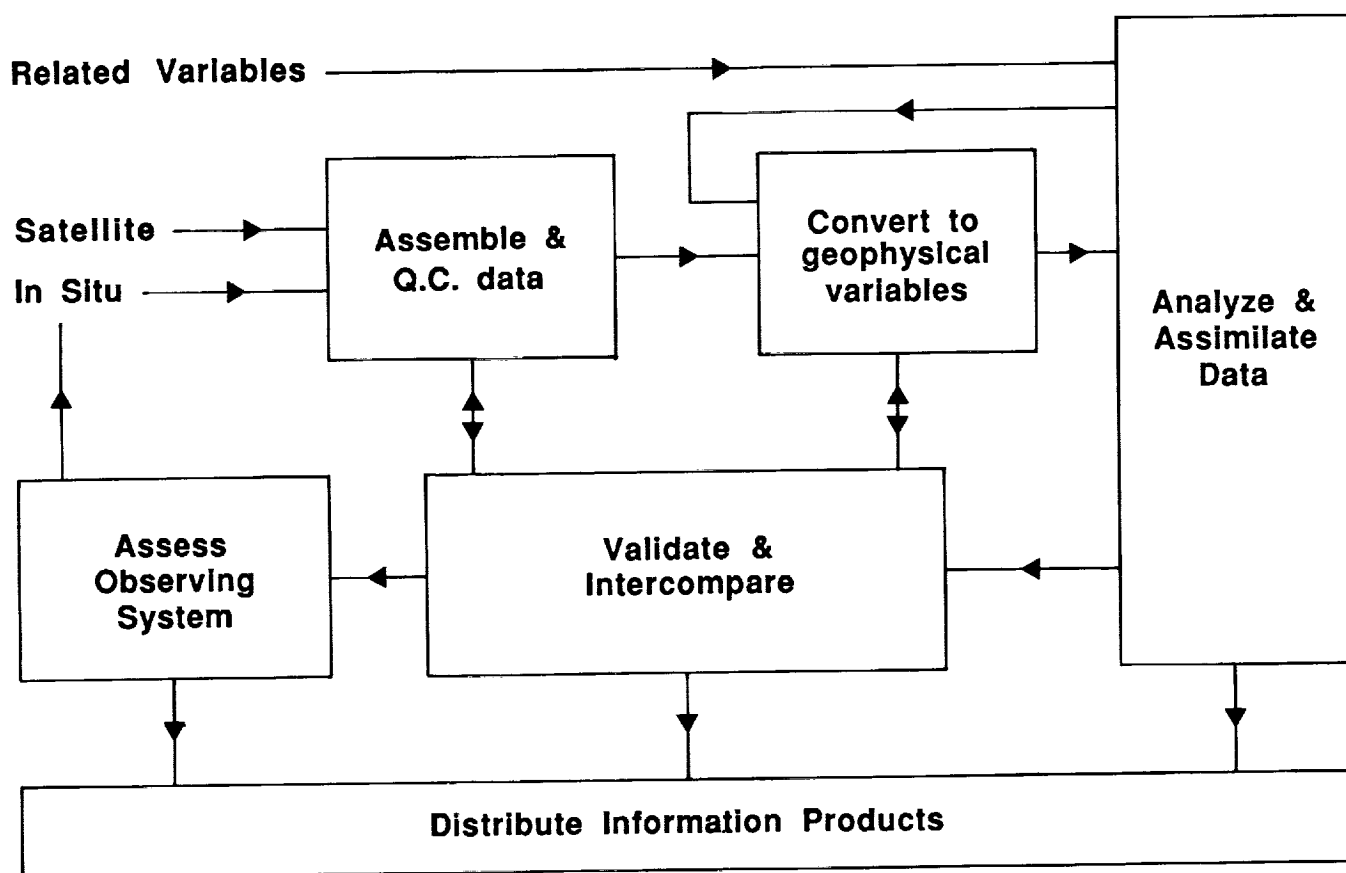 Related Variables
Satellite
In Situ
Assemble &
Q.C. data
Convert to
geophysical
variables
Analyze &
Assimilate
Data
Assess
Observing
System
Validate &
Intercompare
Distribute Information Products